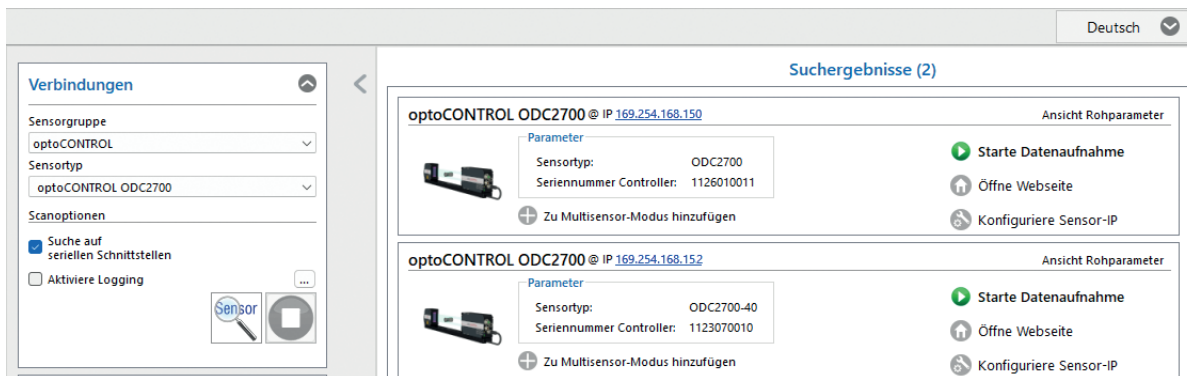 Deutsch
Verbindungen
Sensorgruppe
optoCONTROL
Sensortyp
optoCONTROL ODC2700
Scanoptionen
Suche auf
seriellen Schnittstellen
Aktiviere Logging
...
Sensor
Suchergebnisse (2)
optoCONTROL ODC2700 @ IP 169.254.168.150 Ansicht Rohparameter
Parameter
Sensortyp: ODC2700
Seriennummer Controller: 1126010011
Zu Multisensor-Modus hinzufügen
Starte Datenaufnahme
Öffne Webseite
Konfiguriere Sensor-IP
optoCONTROL ODC2700 @ IP 169.254.168.152 Ansicht Rohparameter
Parameter
Sensortyp: ODC2700-40
Seriennummer Controller: 1123070010
Zu Multisensor-Modus hinzufügen
Starte Datenaufnahme
Öffne Webseite
Konfiguriere Sensor-IP